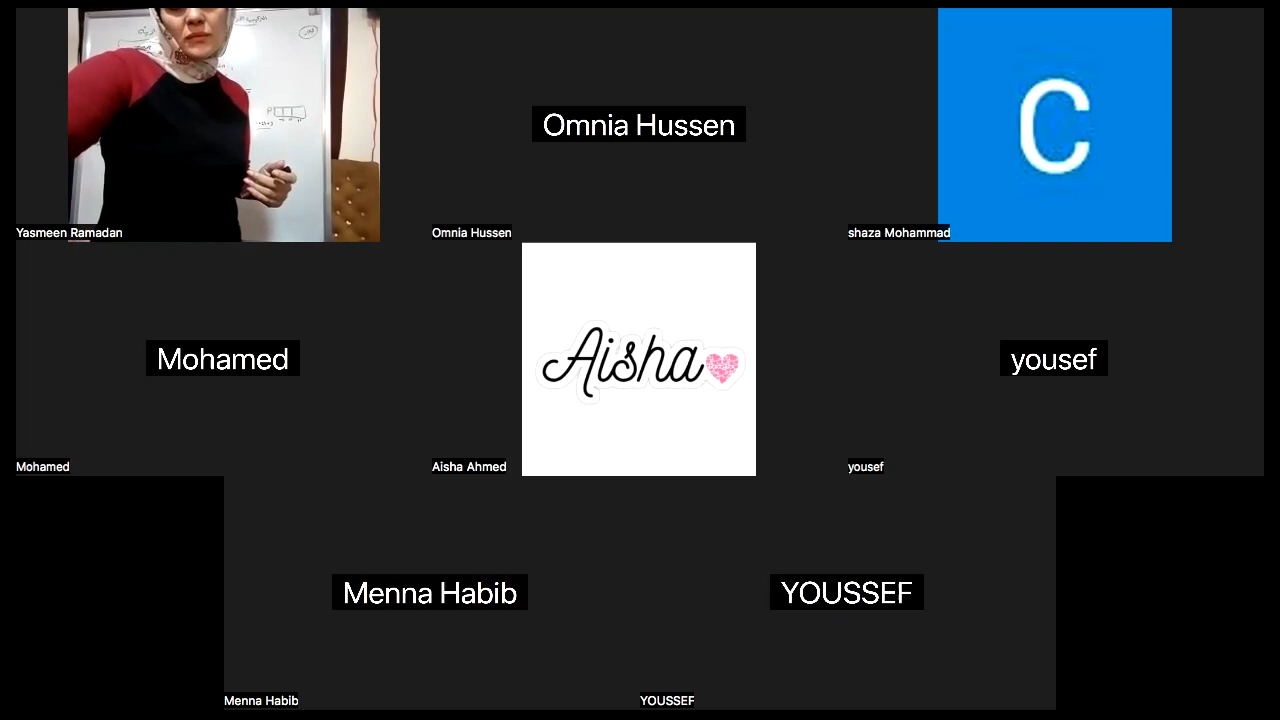 Yasmeen Ramadan
Omnia Hussen
Omnia Hussen
C
shaza Mohammad
Mohamed
Mohamed
Aisha
Aisha Ahmed
yousef
yousef
Menna Habib
Menna Habib
YOUSSEF
YOUSSEF